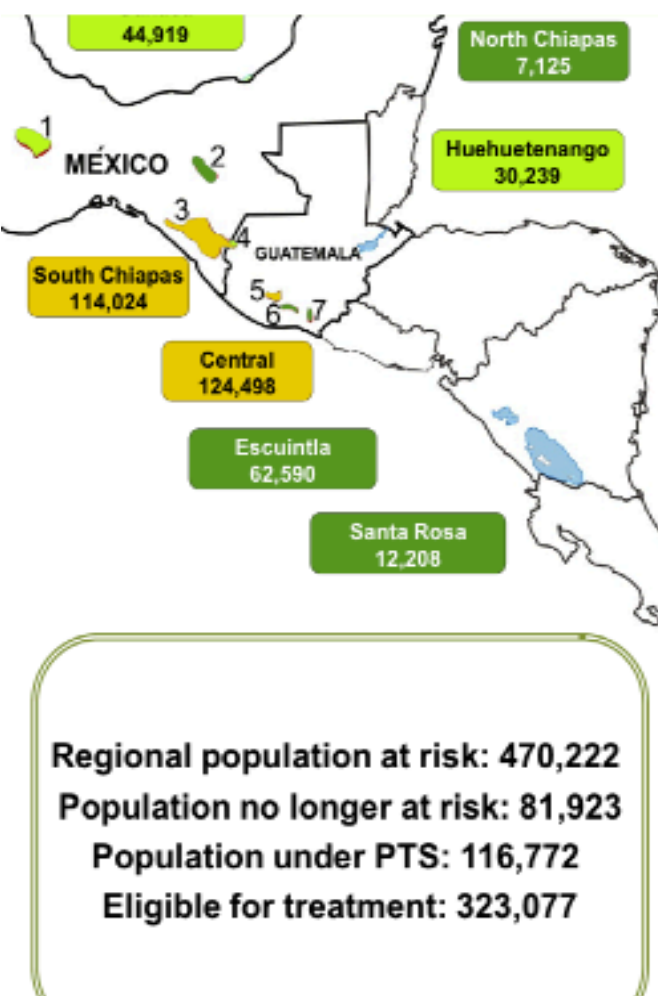 44,919
North Chiapas
7,125
1
MÉXICO
2
Huehuetenango
30,239
3
4
GUATEMALA
South Chiapas
114,024
5
6
7
Central
124,498
Escuintla
62,590
Santa Rosa
12,208
Regional population at risk: 470,222
Population no longer at risk: 81,923
Population under PTS: 116,772
Eligible for treatment: 323,077